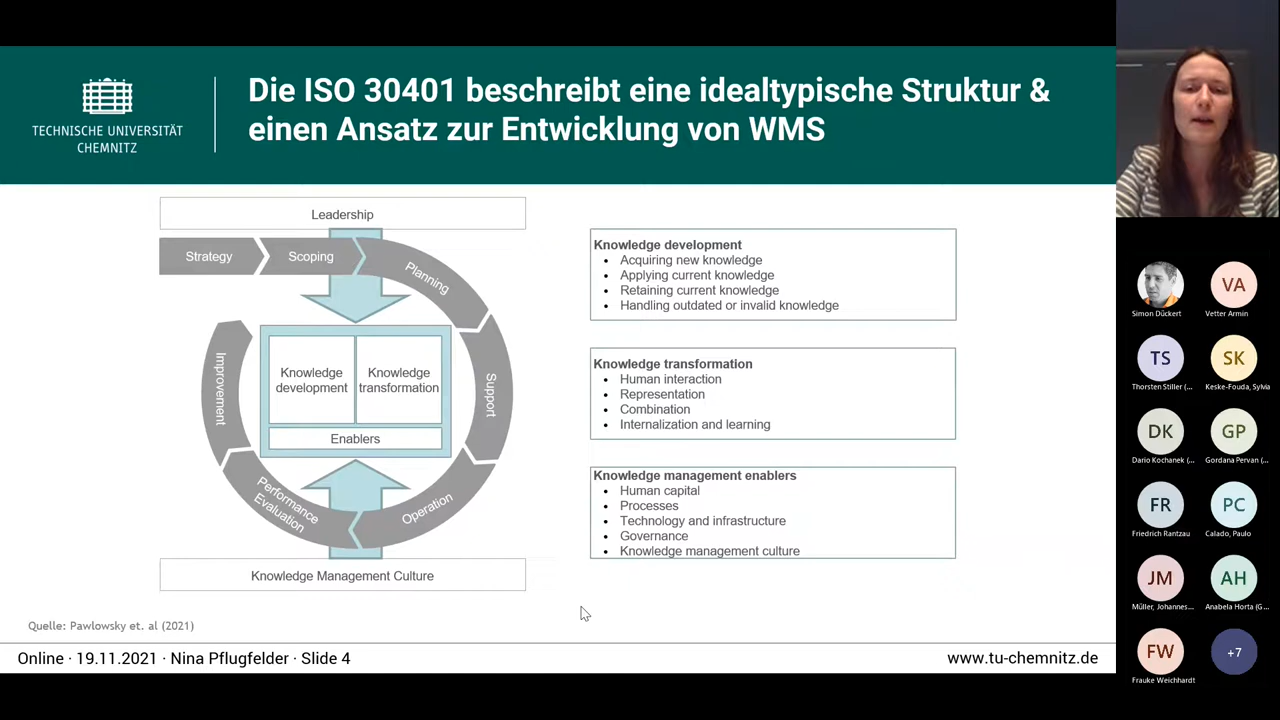 TECHNISCHE UNIVERSITÄT
CHEMNITZ
Die ISO 30401 beschreibt eine idealtypische Struktur &
einen Ansatz zur Entwicklung von WMS
Leadership
Strategy
Scoping
Planning
Support
Operation
Performance
Evaluation
Improvement
Knowledge
development
Knowledge
transformation
Enablers
Knowledge Management Culture
Knowledge development
• Acquiring new knowledge
• Applying current knowledge
• Retaining current knowledge
• Handling outdated or invalid knowledge
Knowledge transformation
• Human interaction
• Representation
• Combination
• Internalization and learning
Knowledge management enablers
• Human capital
• Processes
• Technology and infrastructure
• Governance
• Knowledge management culture
Quelle: Pawlowsky et. al (2021)
Online · 19.11.2021 · Nina Pflugfelder · Slide 4
www.tu-chemnitz.de
Simon Dückert
VA
Vetter Armin
TS
Thorsten Stiller (...
SK
Keske-Fouda, Sylvia
DK
Dario Kochanek (...
GP
Gordana Pervan (...
FR
Friedrich Rantzau
PC
Calado, Paulo
JM
Müller, Johannes...
AH
Anabela Horta (G...
FW
Frauke Weichhardt
+7